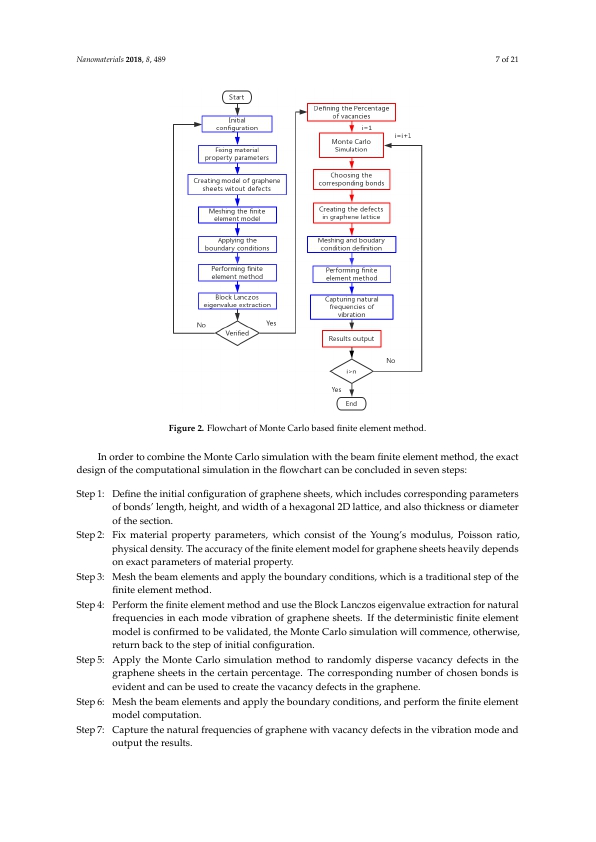 Nanomaterials 2018, 8, 489
7 of 21
Start
Initial
configuration
Fixing material
property parameters
Creating model of graphene
sheets witout defects
Meshing the finite
element model
Applying the
boundary conditions
Performing finite
element method
Block Lanczos
eigenvalue extraction
No
Verified
Yes
Defining the Percentage
of vacancies
i=1
i=i+1
Monte Carlo
Simulation
Choosing the
corresponding bonds
Creating the defects
in graphene lattice
Meshing and boudary
condition definition
Performing finite
element method
Capturing natural
frequencies of
vibration
Results output
No
i>n
Yes
End
Figure 2. Flowchart of Monte Carlo based finite element method.
In order to combine the Monte Carlo simulation with the beam finite element method, the exact
design of the computational simulation in the flowchart can be concluded in seven steps:
Step 1: Define the initial configuration of graphene sheets, which includes corresponding parameters
of bonds' length, height, and width of a hexagonal 2D lattice, and also thickness or diameter
of the section.
Step 2: Fix material property parameters, which consist of the Young's modulus, Poisson ratio,
physical density. The accuracy of the finite element model for graphene sheets heavily depends
on exact parameters of material property.
Step 3: Mesh the beam elements and apply the boundary conditions, which is a traditional step of the
finite element method.
Step 4: Perform the finite element method and use the Block Lanczos eigenvalue extraction for natural
frequencies in each mode vibration of graphene sheets. If the deterministic finite element
model is confirmed to be validated, the Monte Carlo simulation will commence, otherwise,
return back to the step of initial configuration.
Step 5: Apply the Monte Carlo simulation method to randomly disperse vacancy defects in the
graphene sheets in the certain percentage. The corresponding number of chosen bonds is
evident and can be used to create the vacancy defects in the graphene.
Step 6: Mesh the beam elements and apply the boundary conditions, and perform the finite element
model computation.
Step 7: Capture the natural frequencies of graphene with vacancy defects in the vibration mode and
output the results.